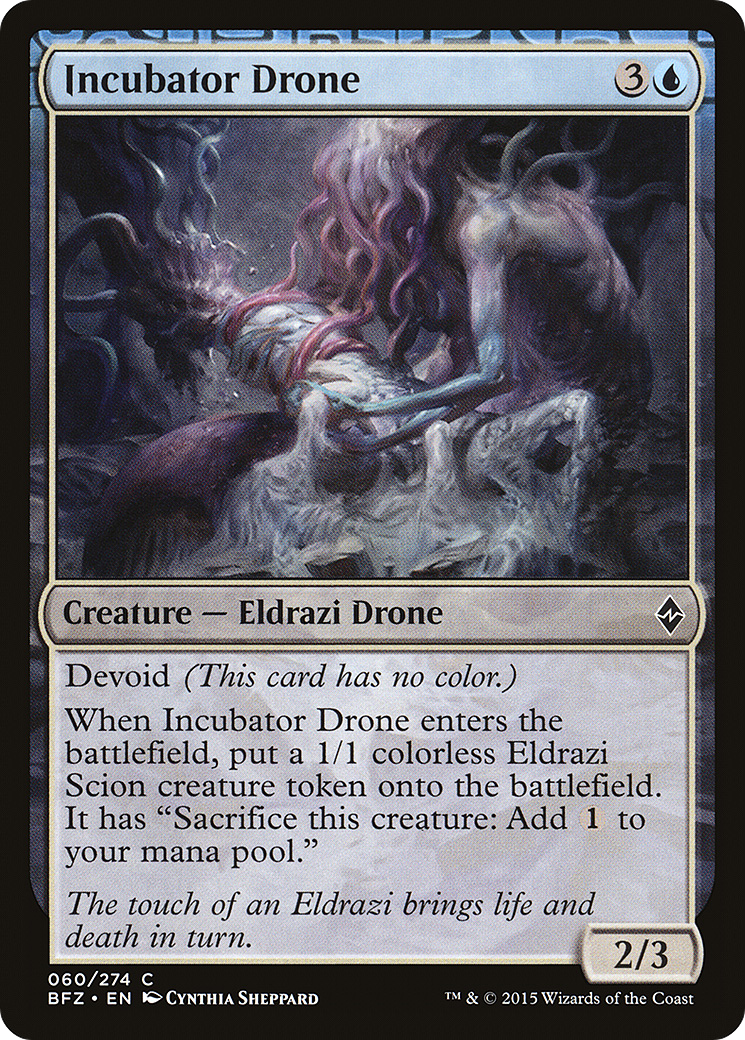 Incubator Drone 3
Creature — Eldrazi Drone
Devoid (This card has no color.)
When Incubator Drone enters the
battlefield, put a 1/1 colorless Eldrazi
Scion creature token onto the battlefield.
It has “Sacrifice this creature: Add 1 to
your mana pool.”
The touch of an Eldrazi brings life and
death in turn.
2/3
060/274 C
BFZ • EN Cynthia Sheppard
™ & © 2015 Wizards of the Coast